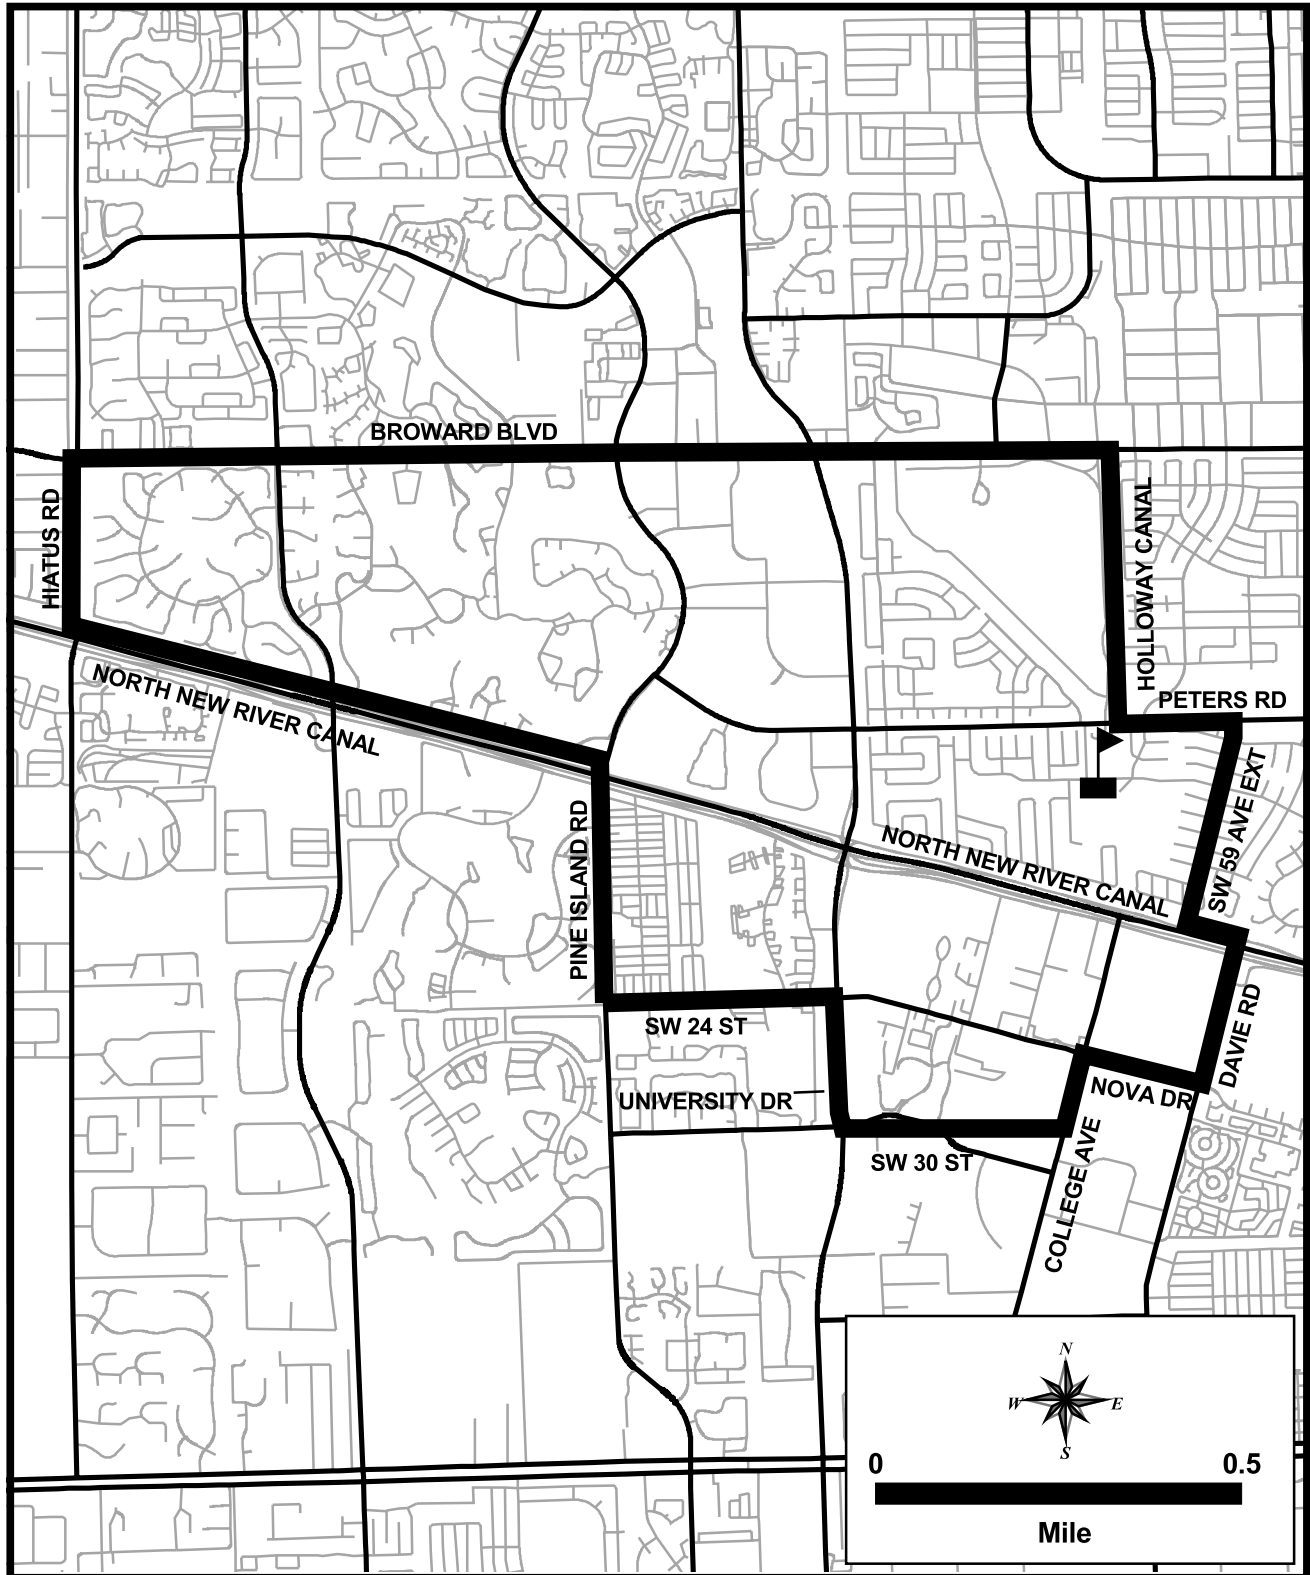 BROWARD BLVD
HIATUS RD
HOLLOWAY CANAL
NORTH NEW RIVER CANAL
PETERS RD
SW 59 AVE EXT
PINE ISLAND RD
NORTH NEW RIVER CANAL
SW 24 ST
DAVIE RD
UNIVERSITY DR
NOVA DR
SW 30 ST
COLLEGE AVE
N
W
E
S
0
0.5
Mile